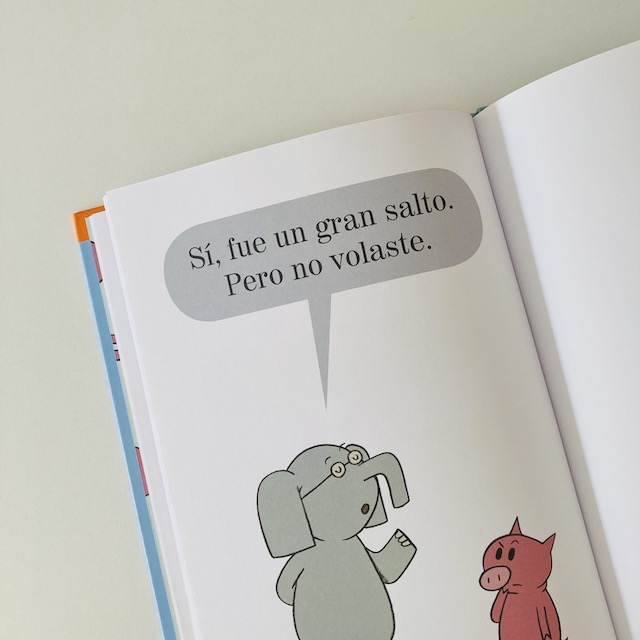 Sí, fue un gran salto.
Pero no volaste.